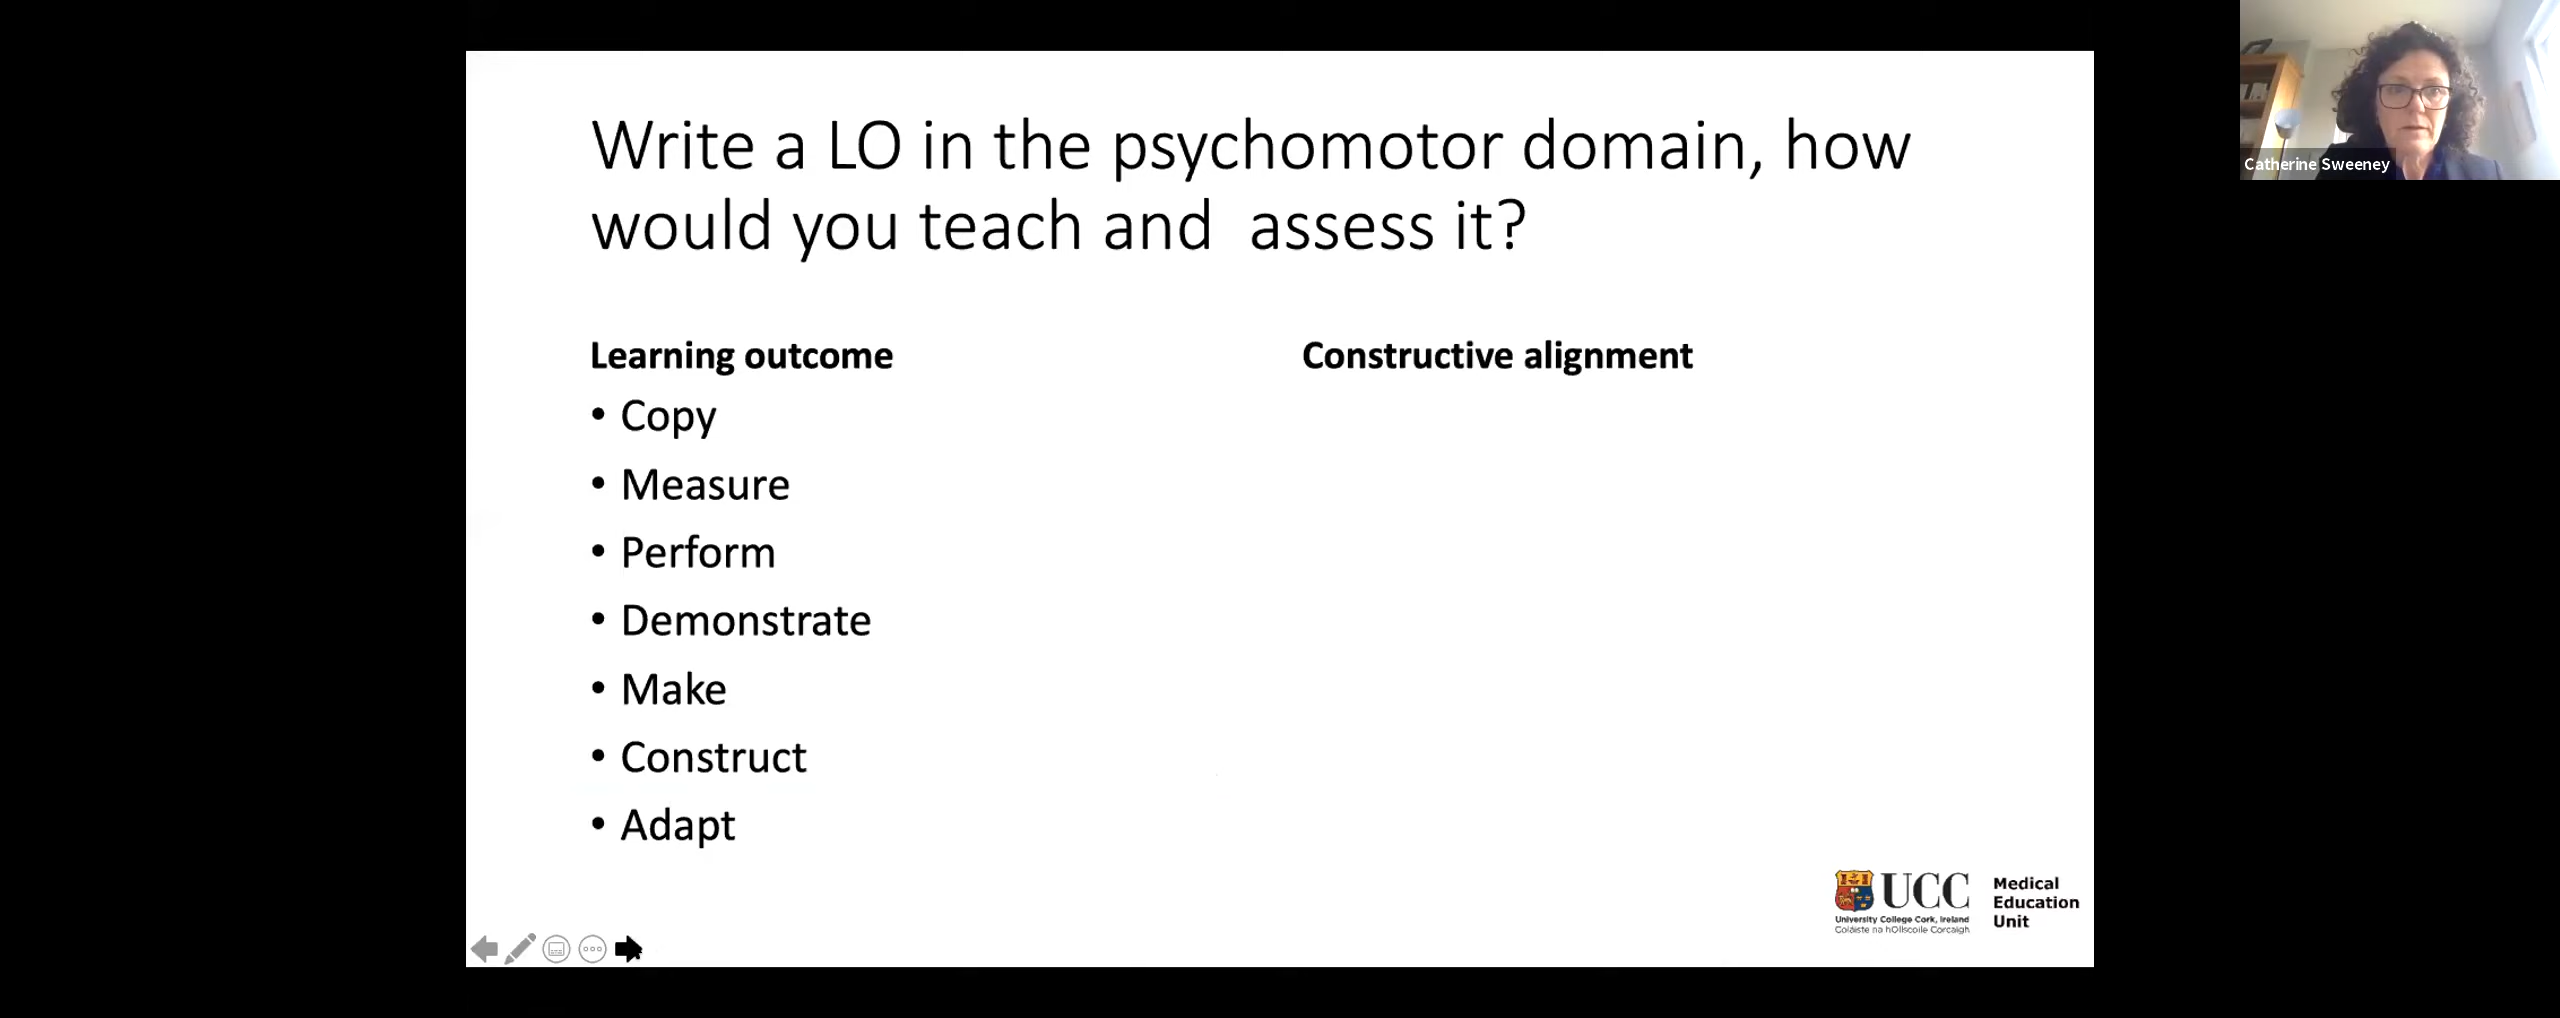 Write a LO in the psychomotor domain, how
would you teach and  assess it?
Learning outcome
• Copy
• Measure
• Perform
• Demonstrate
• Make
• Construct
• Adapt
Constructive alignment
UCC
University College Cork, Ireland
Coláiste na hOllscoile Corcaigh
Medical
Education
Unit
Catherine Sweeney